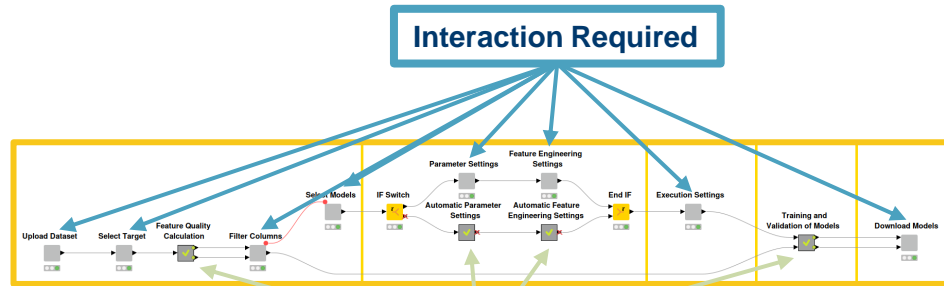 Interaction Required
Upload Dataset
Select Target
Feature Quality
Calculation
Filter Columns
Select Models
IF Switch
Parameter Settings
Automatic Parameter
Settings
Feature Engineering
Settings
Automatic Feature
Engineering Settings
End IF
Execution Settings
Training and
Validation of Models
Download Models